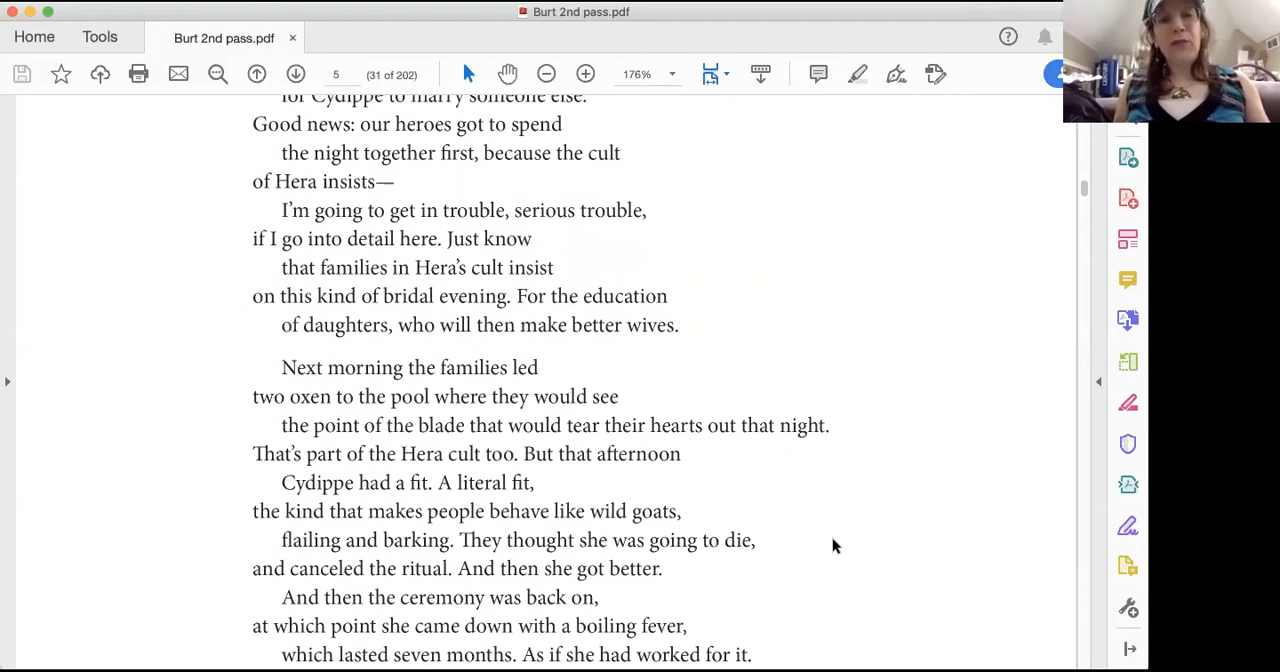 Burt 2nd pass.pdf
Home
Tools
Burt 2nd pass.pdf
5
(31 of 202)
176%
for Cydippe to marry someone else.
Good news: our heroes got to spend
the night together first, because the cult
of Hera insists—
I’m going to get in trouble, serious trouble,
if I go into detail here. Just know
that families in Hera’s cult insist
on this kind of bridal evening. For the education
of daughters, who will then make better wives.
Next morning the families led
two oxen to the pool where they would see
the point of the blade that would tear their hearts out that night.
That’s part of the Hera cult too. But that afternoon
Cydippe had a fit. A literal fit,
the kind that makes people behave like wild goats,
flailing and barking. They thought she was going to die,
and canceled the ritual. And then she got better.
And then the ceremony was back on,
at which point she came down with a boiling fever,
which lasted seven months. As if she had worked for it.